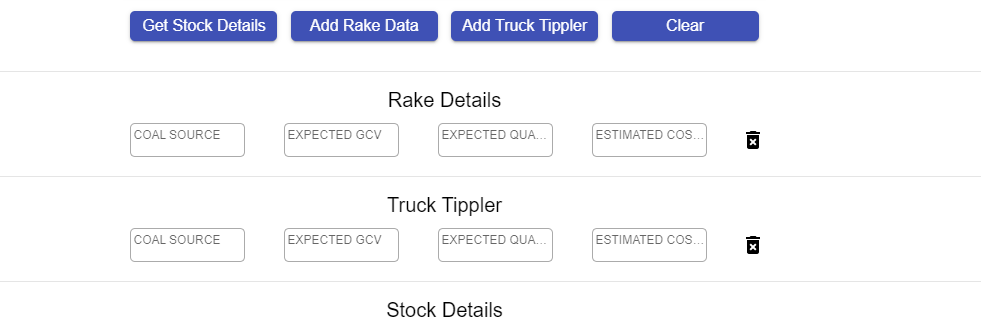 Get Stock Details Add Rake Data Add Truck Tippler Clear
Rake Details
COAL SOURCE EXPECTED GCV EXPECTED QUA... ESTIMATED COS...
Truck Tippler
COAL SOURCE EXPECTED GCV EXPECTED QUA... ESTIMATED COS...
Stock Details